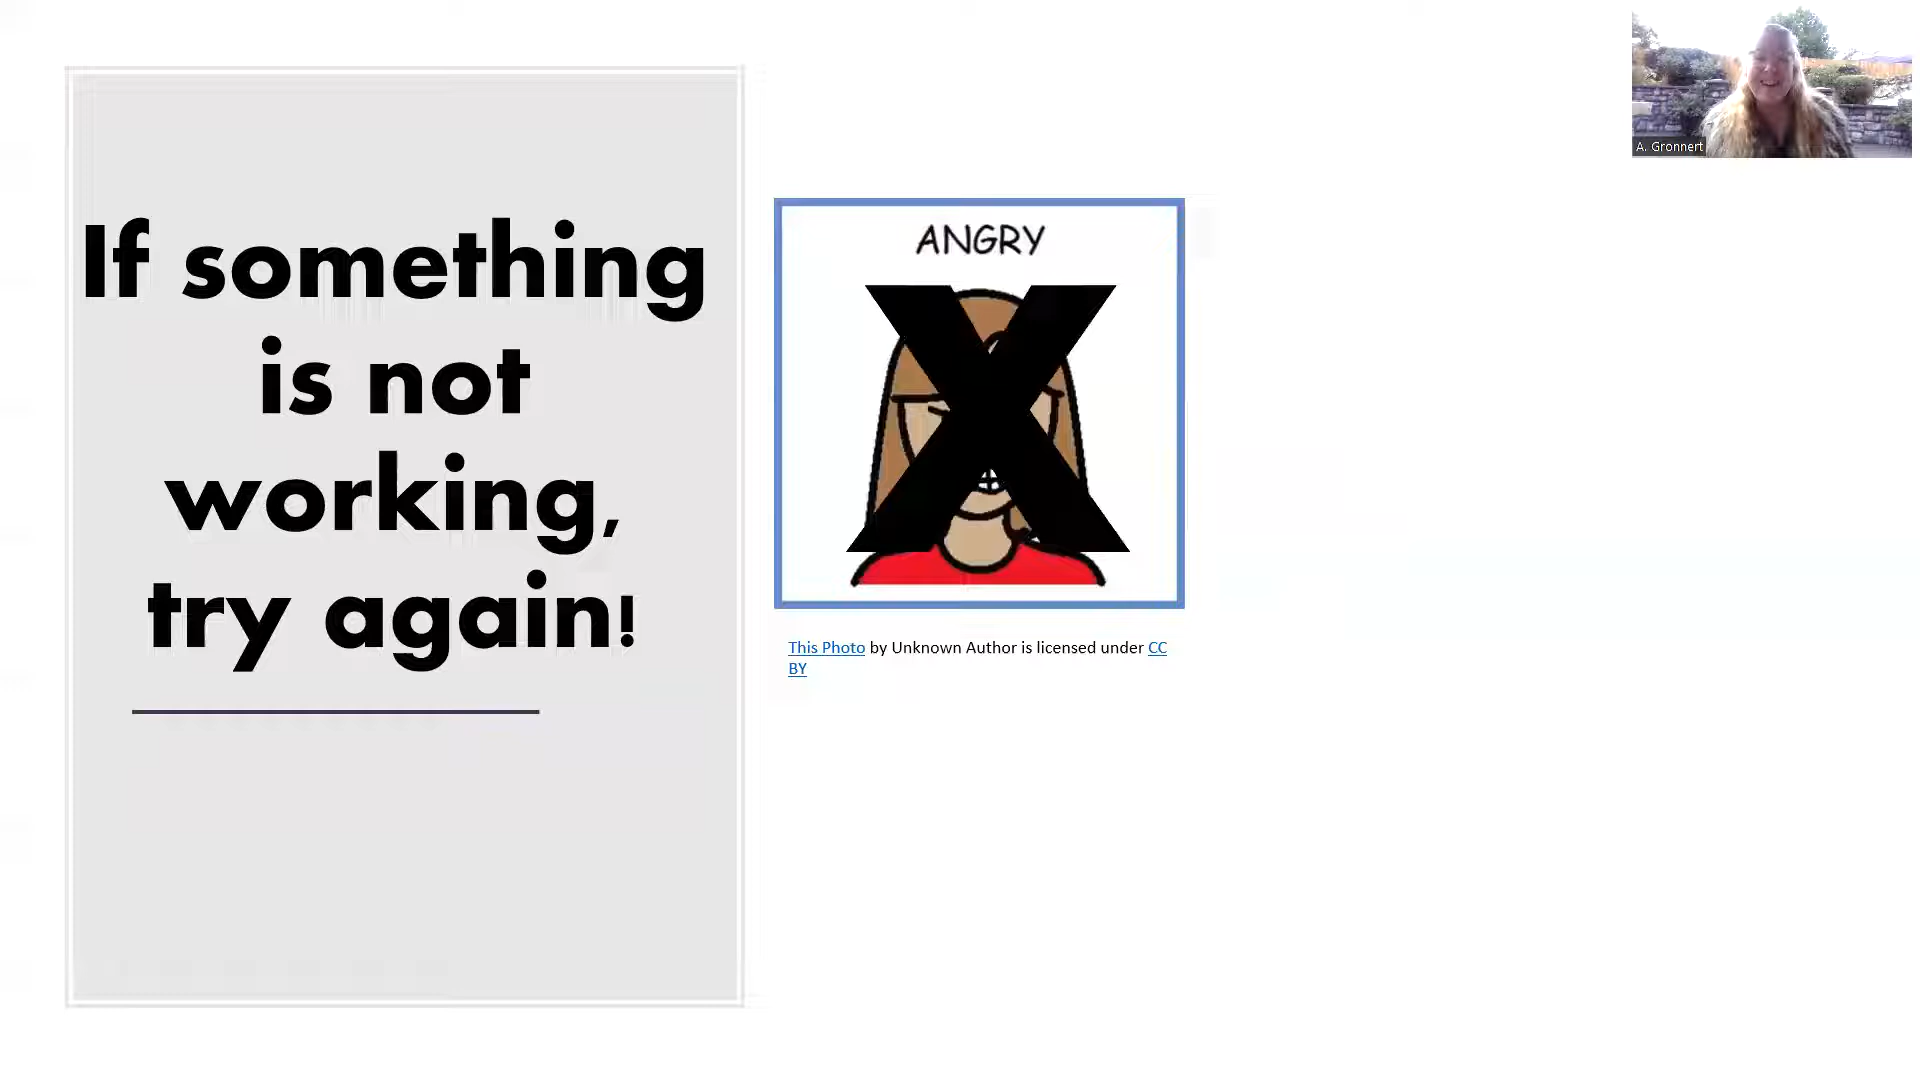 If something
is not
working,
try again!
ANGRY
This Photo by Unknown Author is licensed under CC
BY
A. Gronnert